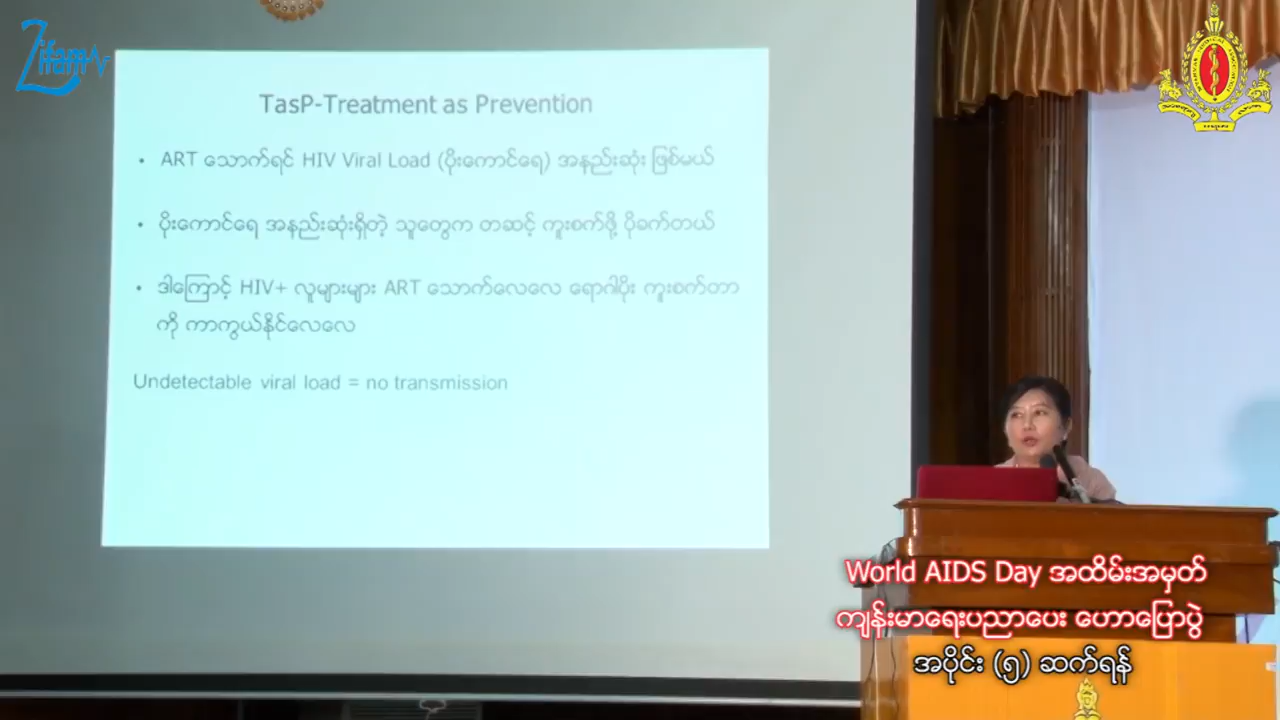 Zifam TV
TasP-Treatment as Prevention
• ART သောက်ရင် HIV Viral Load (ပိုးကောင်ရေ) အနည်းဆုံး ဖြစ်မယ်
• ပိုးကောင်ရေ အနည်းဆုံးရှိတဲ့ သူတွေက တဆင့် ကူးစက်ဖို့ ပိုခက်တယ်
• ဒါကြောင့် HIV+ လူများများ ART သောက်လေလေ ရောဂါပိုး ကူးစက်တာ
ကို ကာကွယ်နိုင်လေလေ
Undetectable viral load = no transmission
World AIDS Day အထိမ်းအမှတ်
ကျန်းမာရေးပညာပေး ဟောပြောပွဲ
အပိုင်း (၅) ဆက်ရန်